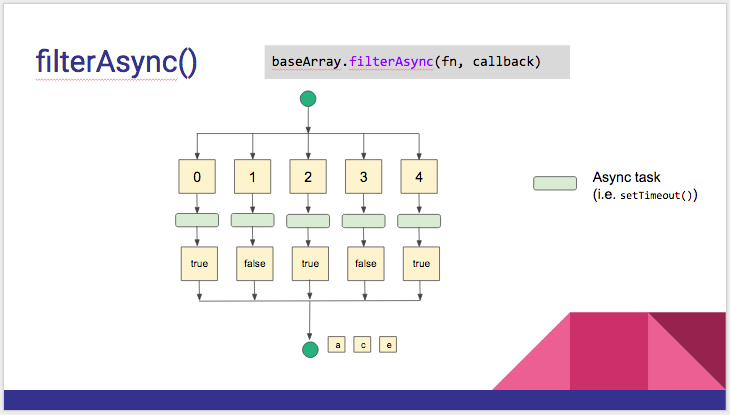 filterAsync()
baseArray.filterAsync(fn, callback)
0 1 2 3 4
Async task
(i.e. setTimeout())
true false true false true
a c e